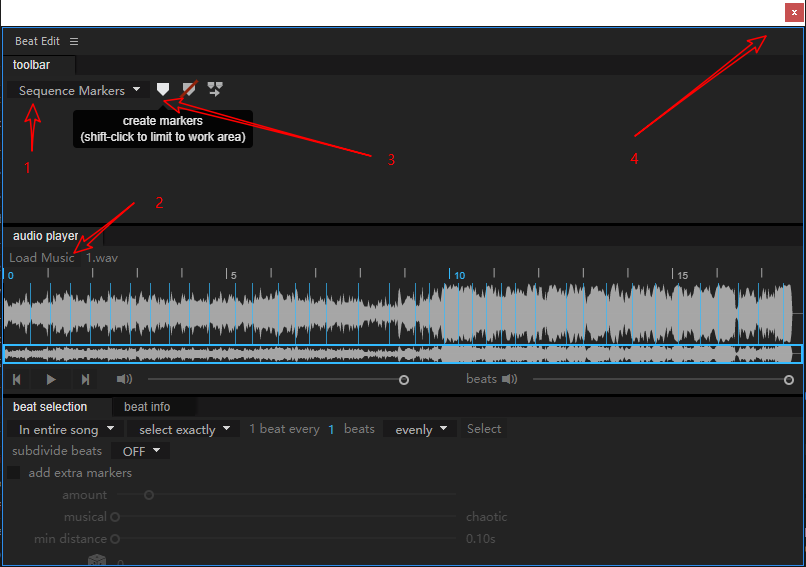 x
Beat Edit
toolbar
Sequence Markers
create markers
(shift-click to limit to work area)
1
3
4
2
audio player
Load Music 1.wav
0 5 10 15
beats
beat selection beat info
In entire song select exactly 1 beat every 1 beats evenly Select
subdivide beats OFF
add extra markers
amount
musical chaotic
min distance 0.10s
0